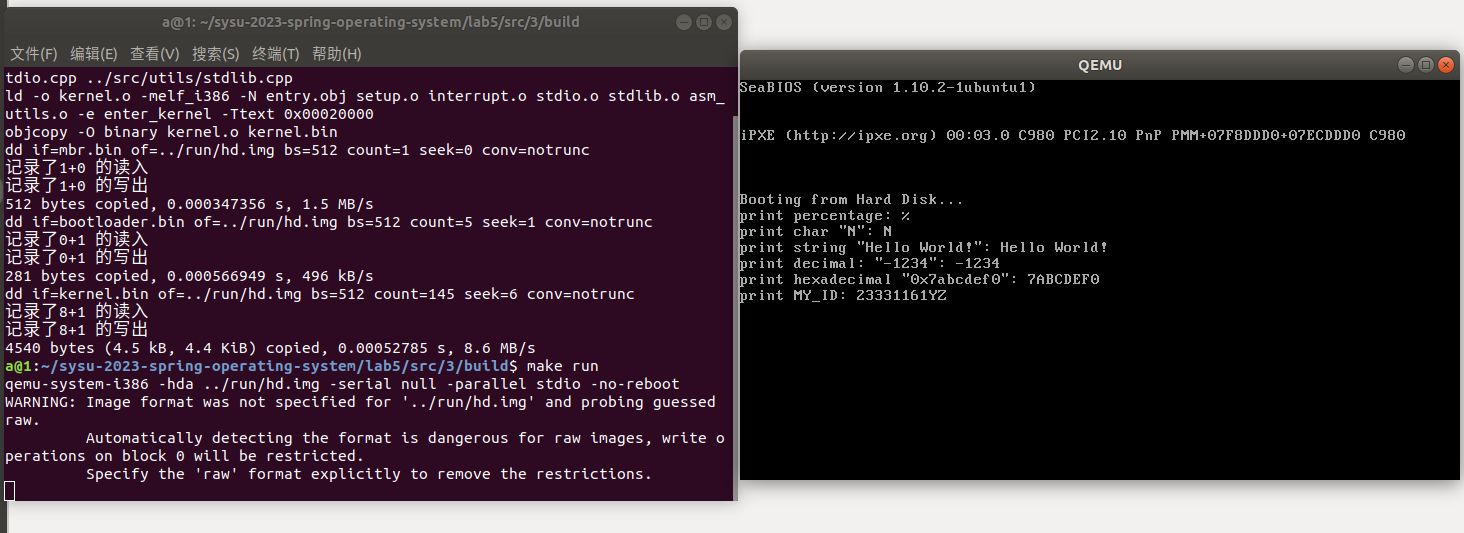 a@1: ~/sysu-2023-spring-operating-system/lab5/src/3/build
文件(F) 编辑(E) 查看(V) 搜索(S) 终端(T) 帮助(H)
tdio.cpp ../src/utils/stdlib.cpp
ld -o kernel.o -melf_i386 -N entry.obj setup.o interrupt.o stdio.o stdlib.o asm_
utils.o -e enter_kernel -Ttext 0x00020000
objcopy -O binary kernel.o kernel.bin
dd if=mbr.bin of=../run/hd.img bs=512 count=1 seek=0 conv=notrunc
记录了1+0 的读入
记录了1+0 的写出
512 bytes copied, 0.000347356 s, 1.5 MB/s
dd if=bootloader.bin of=../run/hd.img bs=512 count=5 seek=1 conv=notrunc
记录了0+1 的读入
记录了0+1 的写出
281 bytes copied, 0.000566949 s, 496 kB/s
dd if=kernel.bin of=../run/hd.img bs=512 count=145 seek=6 conv=notrunc
记录了8+1 的读入
记录了8+1 的写出
4540 bytes (4.5 kB, 4.4 KiB) copied, 0.00052785 s, 8.6 MB/s
a@1:~/sysu-2023-spring-operating-system/lab5/src/3/build$ make run
qemu-system-i386 -hda ../run/hd.img -serial null -parallel stdio -no-reboot
WARNING: Image format was not specified for '../run/hd.img' and probing guessed
raw.
Automatically detecting the format is dangerous for raw images, write o
perations on block 0 will be restricted.
Specify the 'raw' format explicitly to remove the restrictions.
QEMU
SeaBIOS (version 1.10.2-1ubuntu1)
iPXE (http://ipxe.org) 00:03.0 C980 PCI2.10 PnP PMM+07F8DDD0+07ECDDD0 C980
Booting from Hard Disk...
print percentage: %
print char "N": N
print string "Hello World!": Hello World!
print decimal: "-1234": -1234
print hexadecimal "0x7abcdef0": 7ABCDEF0
print MY_ID: 23331161YZ